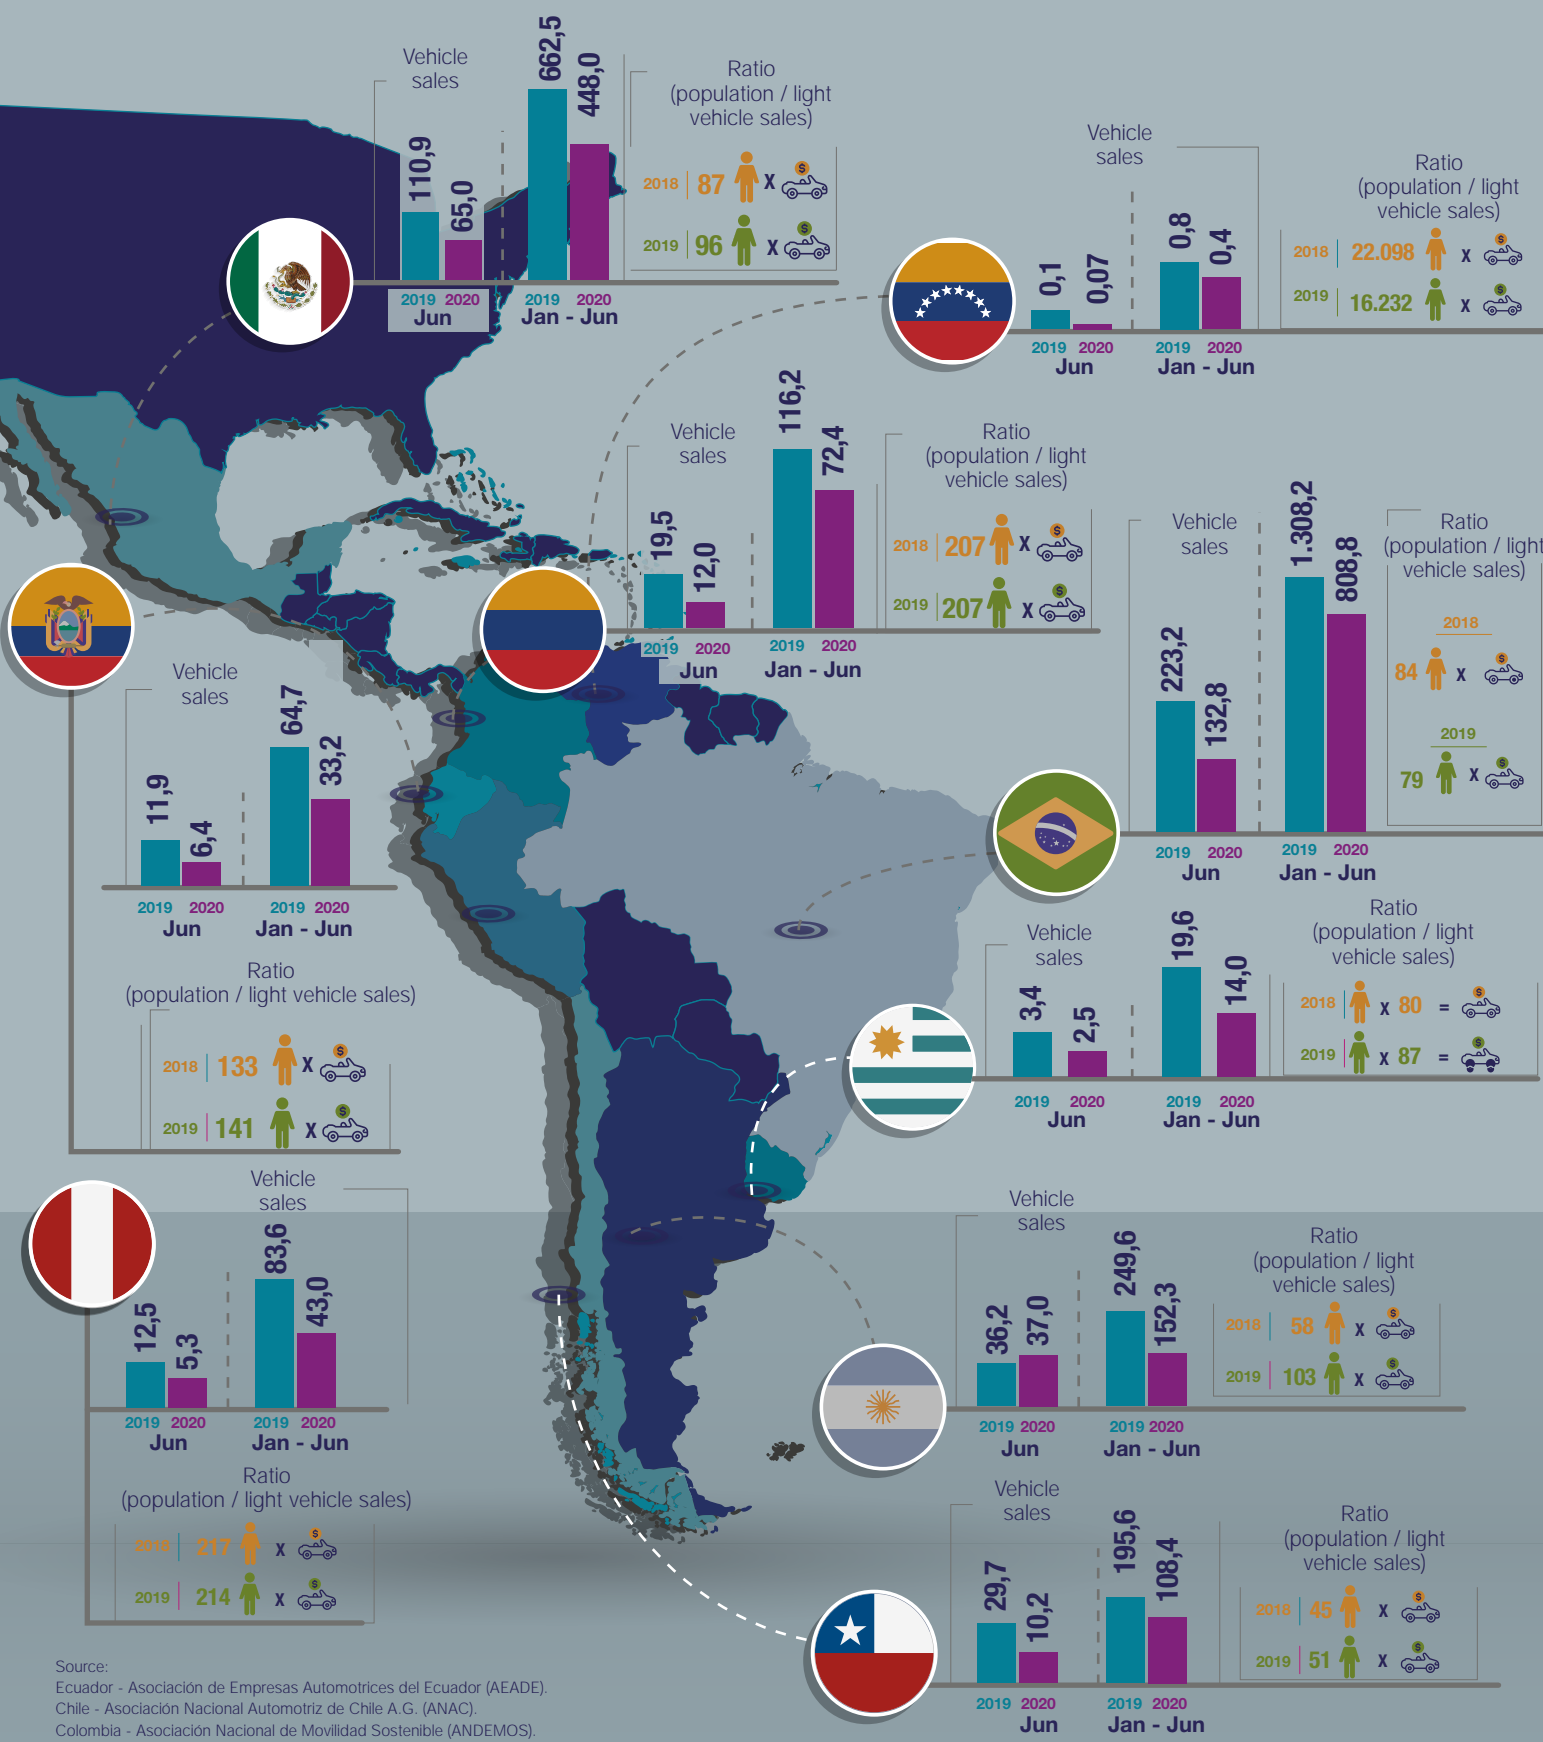 Vehicle
sales
110,9
65,0
662,5
448,0
2019 2020
Jun
2019 2020
Jan - Jun
Ratio
(population / light
vehicle sales)
2018 87 X $
2019 96 X $
Vehicle
sales
0,1
0,07
0,8
0,4
2019 2020
Jun
2019 2020
Jan - Jun
Ratio
(population / light
vehicle sales)
2018 22.098 X $
2019 16.232 X $
Vehicle
sales
19,5
12,0
116,2
72,4
2019 2020
Jun
2019 2020
Jan - Jun
Ratio
(population / light
vehicle sales)
2018 207 X $
2019 207 X $
Vehicle
sales
223,2
132,8
1.308,2
808,8
2019 2020
Jun
2019 2020
Jan - Jun
Ratio
(population / light
vehicle sales)
2018
84 X $
2019
79 X $
Vehicle
sales
11,9
6,4
64,7
33,2
2019 2020
Jun
2019 2020
Jan - Jun
Ratio
(population / light vehicle sales)
2018 133 X $
2019 141 X $
Vehicle
sales
3,4
2,5
19,6
14,0
2019 2020
Jun
2019 2020
Jan - Jun
Ratio
(population / light
vehicle sales)
2018 X 80 = $
2019 X 87 = $
Vehicle
sales
12,5
5,3
83,6
43,0
2019 2020
Jun
2019 2020
Jan - Jun
Ratio
(population / light vehicle sales)
2018 217 X $
2019 214 X $
Vehicle
sales
36,2
37,0
249,6
152,3
2019 2020
Jun
2019 2020
Jan - Jun
Ratio
(population / light
vehicle sales)
2018 58 X $
2019 103 X $
Vehicle
sales
29,7
10,2
195,6
108,4
2019 2020
Jun
2019 2020
Jan - Jun
Ratio
(population / light
vehicle sales)
2018 45 X $
2019 51 X $
Source:
Ecuador - Asociación de Empresas Automotrices del Ecuador (AEADE).
Chile - Asociación Nacional Automotriz de Chile A.G. (ANAC).
Colombia - Asociación Nacional de Movilidad Sostenible (ANDEMOS).